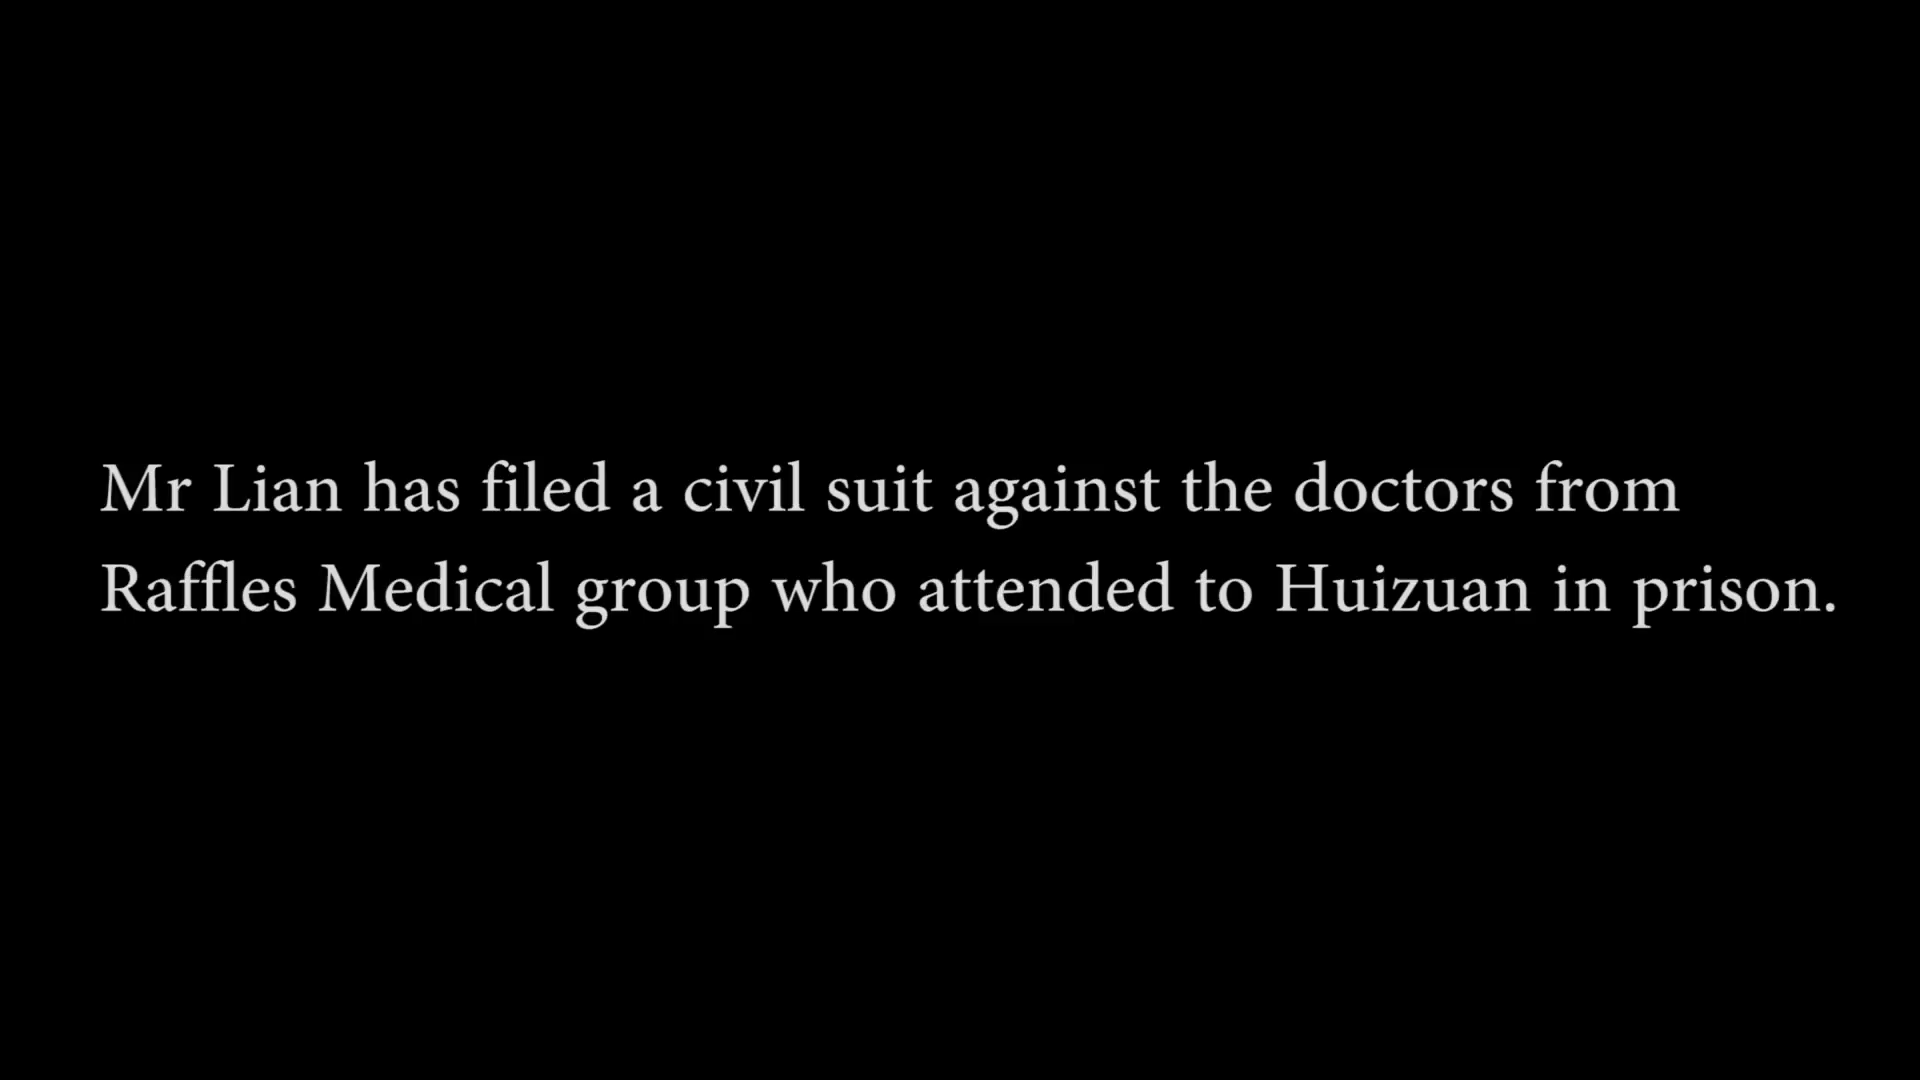 Mr Lian has filed a civil suit against the doctors from
Raffles Medical group who attended to Huizuan in prison.